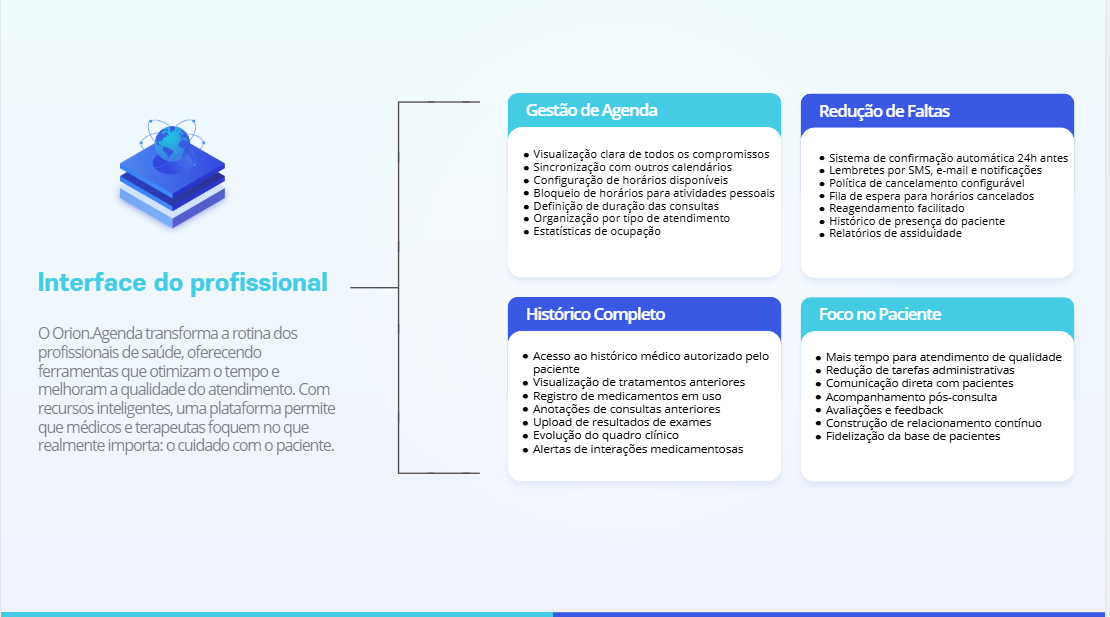 Interface do profissional
O Orion.Agenda transforma a rotina dos
profissionais de saúde, oferecendo
ferramentas que otimizam o tempo e
melhoram a qualidade do atendimento. Com
recursos inteligentes, uma plataforma permite
que médicos e terapeutas foquem no que
realmente importa: o cuidado com o paciente.
Gestão de Agenda
• Visualização clara de todos os compromissos
• Sincronização com outros calendários
• Configuração de horários disponíveis
• Bloqueio de horários para atividades pessoais
• Definição de duração das consultas
• Organização por tipo de atendimento
• Estatísticas de ocupação
Redução de Faltas
• Sistema de confirmação automática 24h antes
• Lembretes por SMS, e-mail e notificações
• Política de cancelamento configurável
• Fila de espera para horários cancelados
• Reagendamento facilitado
• Histórico de presença do paciente
• Relatórios de assiduidade
Histórico Completo
• Acesso ao histórico médico autorizado pelo
paciente
• Visualização de tratamentos anteriores
• Registro de medicamentos em uso
• Anotações de consultas anteriores
• Upload de resultados de exames
• Evolução do quadro clínico
• Alertas de interações medicamentosas
Foco no Paciente
• Mais tempo para atendimento de qualidade
• Redução de tarefas administrativas
• Comunicação direta com pacientes
• Acompanhamento pós-consulta
• Avaliações e feedback
• Construção de relacionamento contínuo
• Fidelização da base de pacientes